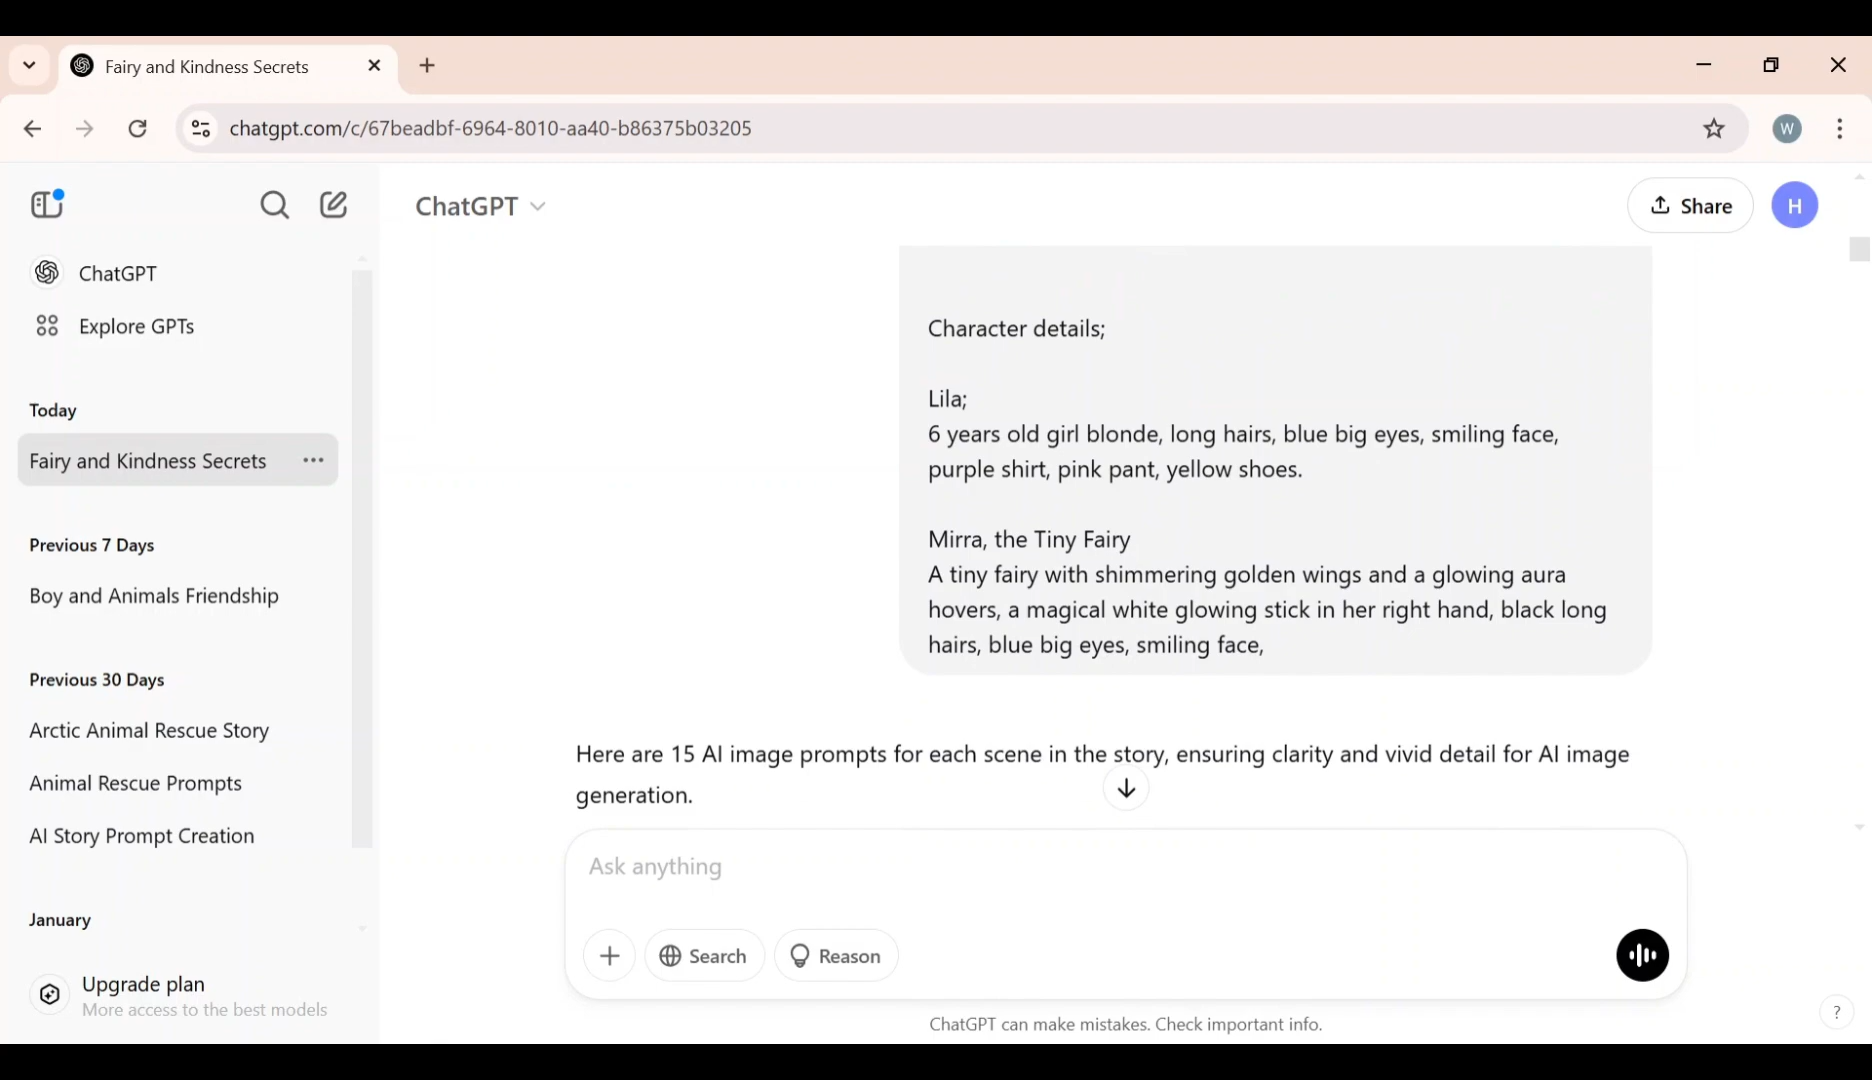 Fairy and Kindness Secrets
chatgpt.com/c/67beadbf-6964-8010-aa40-b86375b03205
W
ChatGPT
Share
H
ChatGPT
Explore GPTs
Today
Fairy and Kindness Secrets
Previous 7 Days
Boy and Animals Friendship
Previous 30 Days
Arctic Animal Rescue Story
Animal Rescue Prompts
AI Story Prompt Creation
January
Upgrade plan
More access to the best models
Character details;
Lila;
6 years old girl blonde, long hairs, blue big eyes, smiling face,
purple shirt, pink pant, yellow shoes.
Mirra, the Tiny Fairy
A tiny fairy with shimmering golden wings and a glowing aura
hovers, a magical white glowing stick in her right hand, black long
hairs, blue big eyes, smiling face,
Here are 15 AI image prompts for each scene in the story, ensuring clarity and vivid detail for AI image
generation.
Ask anything
Search
Reason
ChatGPT can make mistakes. Check important info.
?